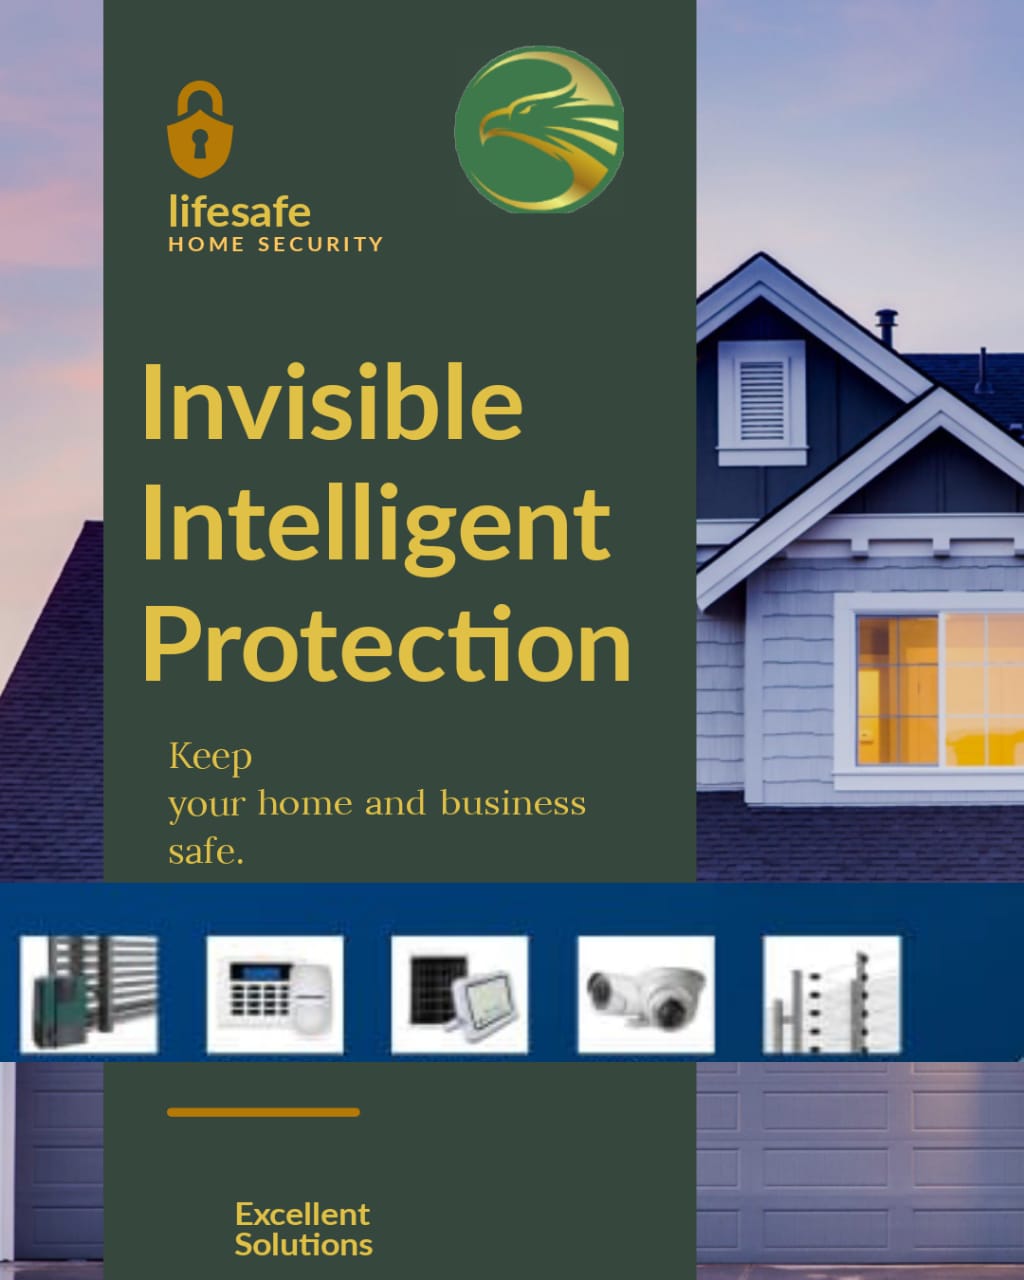 lifesafe
HOME SECURITY
Invisible
Intelligent
Protection
Keep
your home and business
safe.
Excellent
Solutions